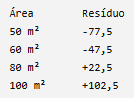 Área Resíduo
50 m² -77,5
60 m² -47,5
80 m² +22,5
100 m² +102,5